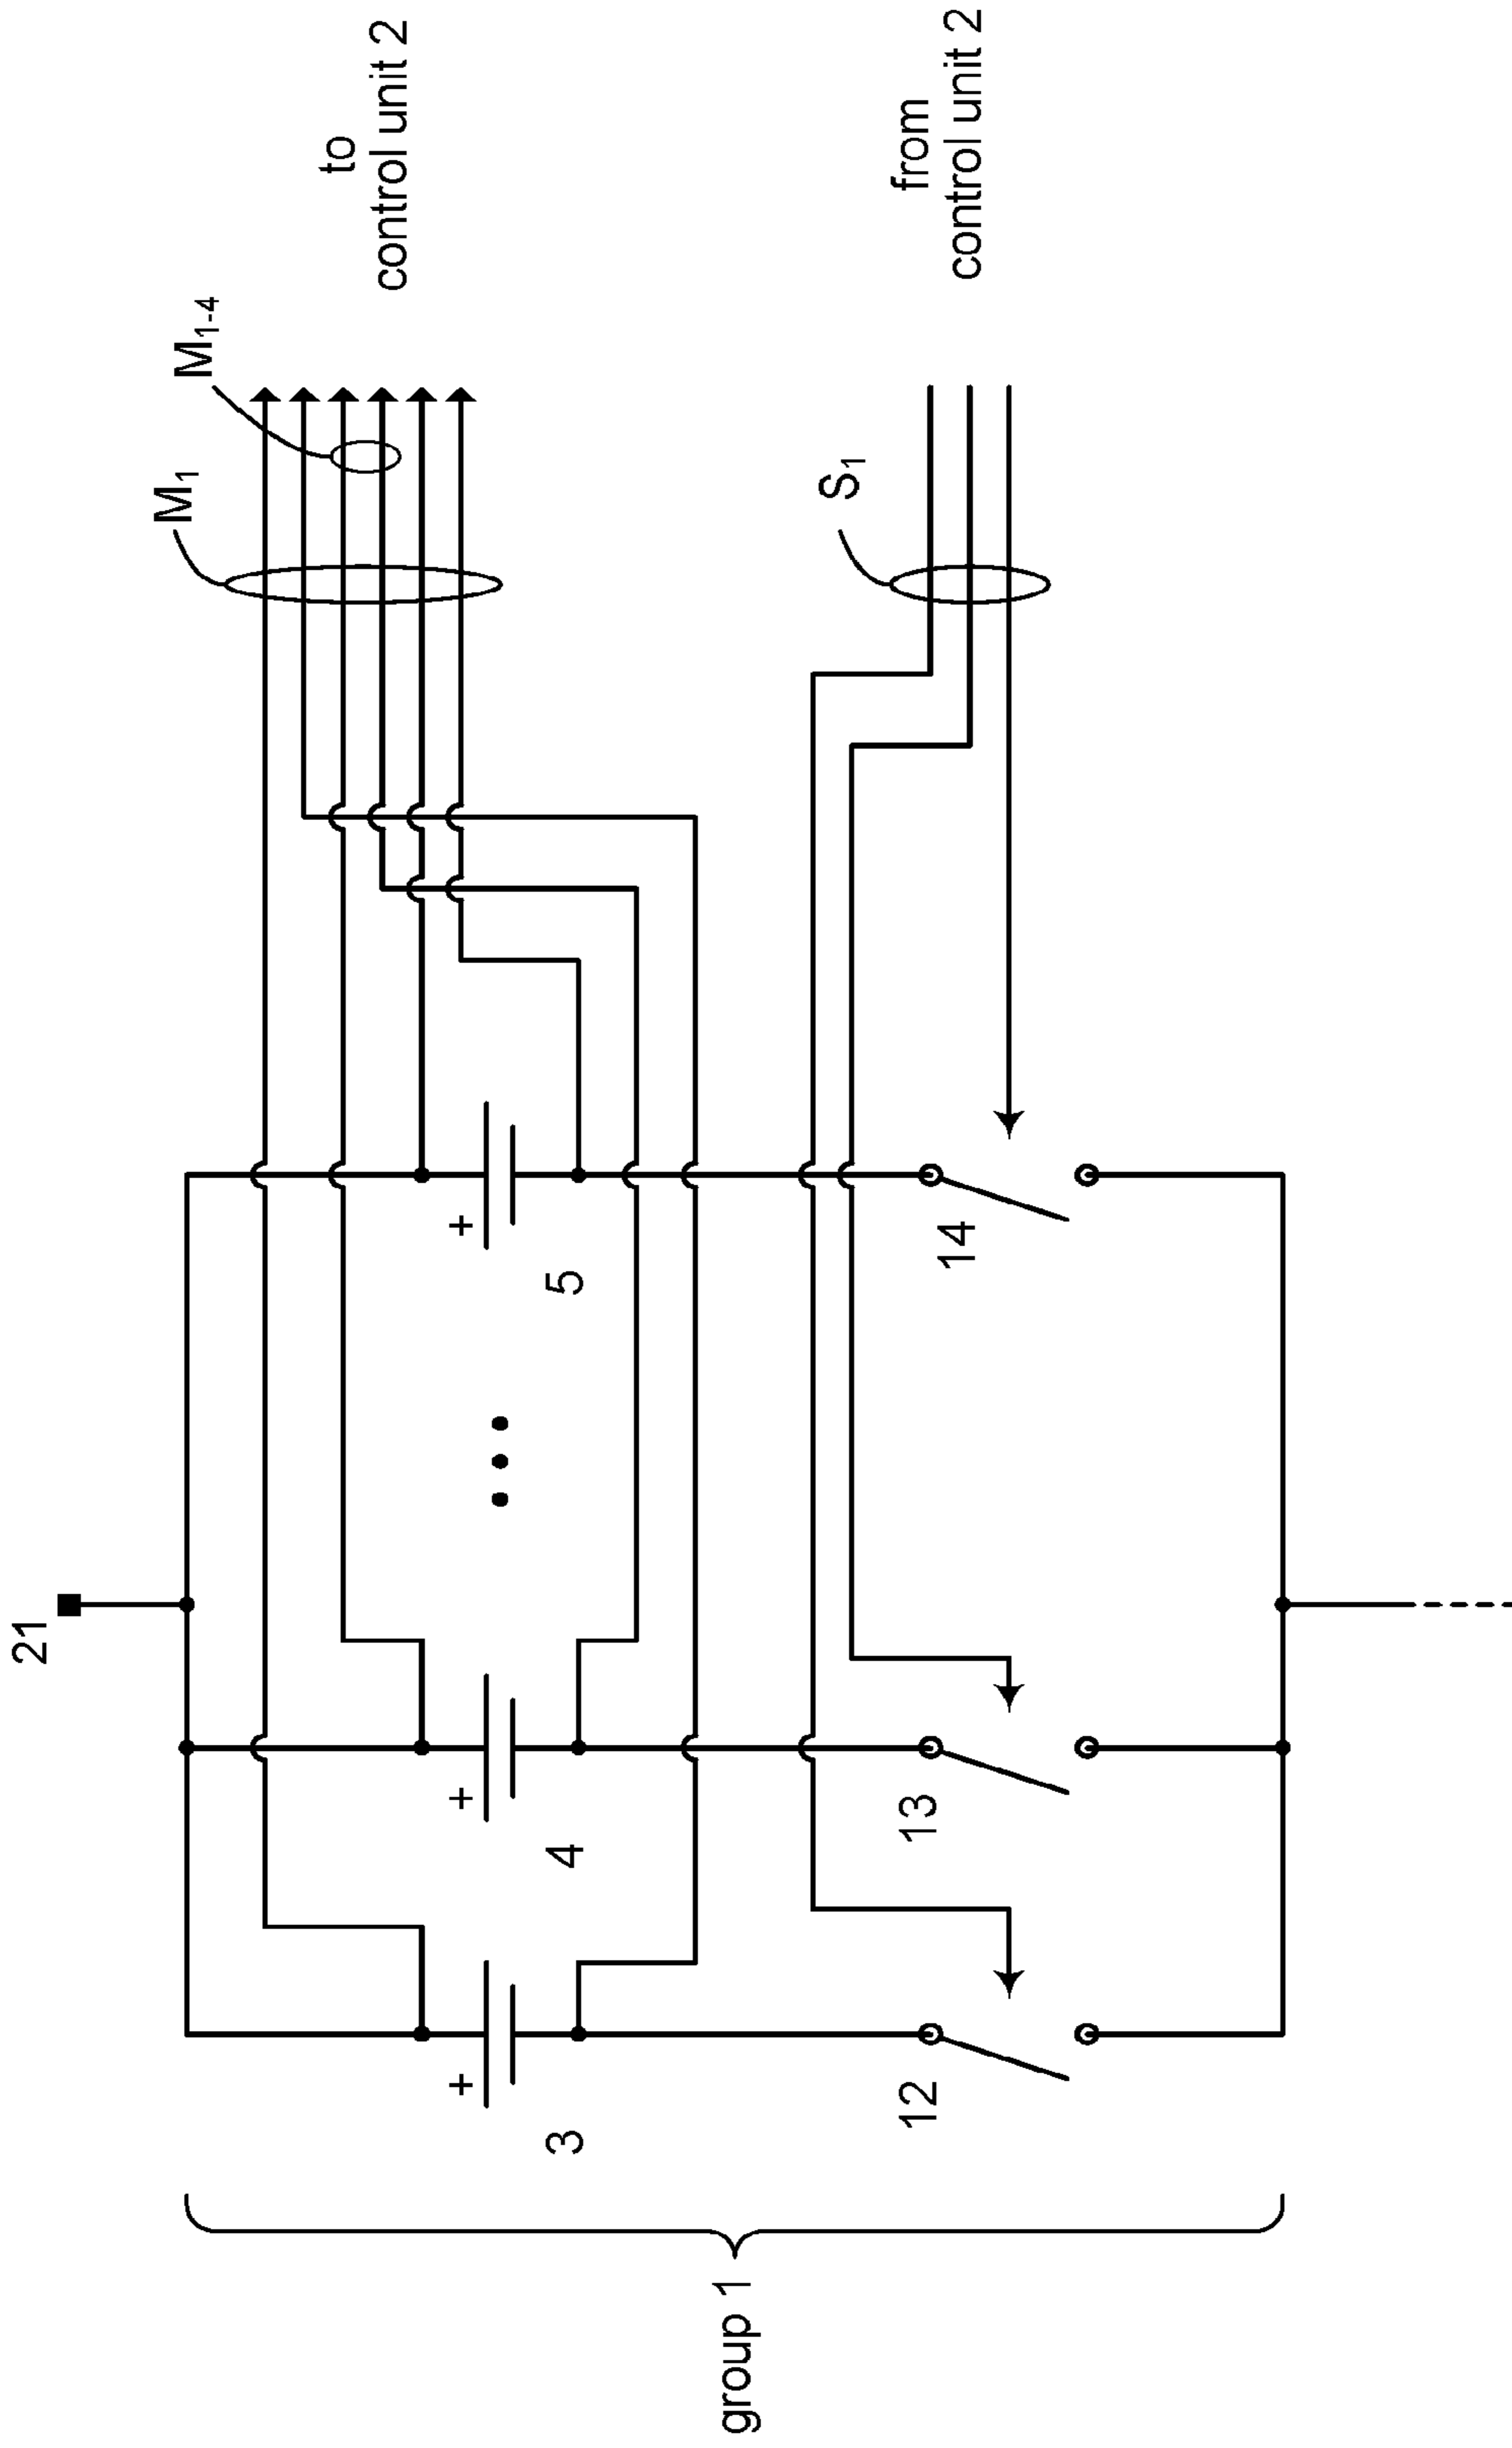 21
M1
M1-4
to
control unit 2
+
+
+
3
4
5
S1
from
control unit 2
12
13
14
group 1